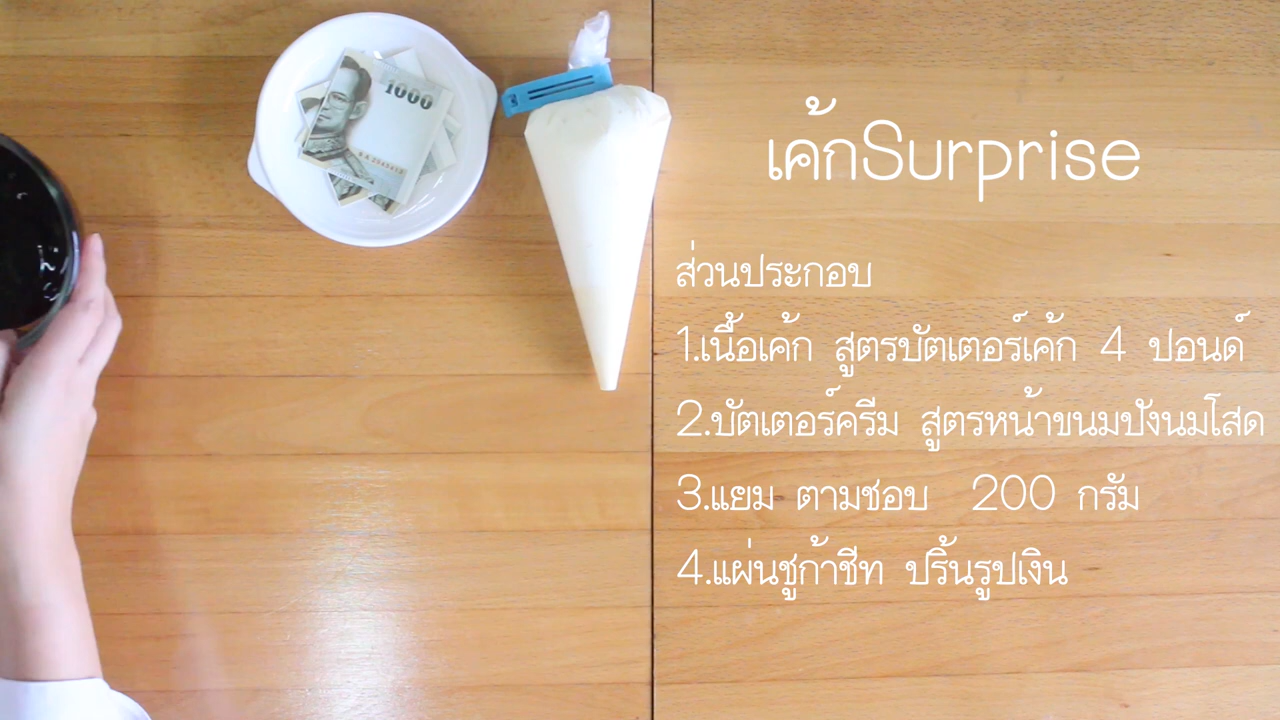 1000
เค้กSurprise
ส่วนประกอบ
1.เนื้อเค้ก สูตรบัตเตอร์เค้ก 4 ปอนด์
2.บัตเตอร์ครีม สูตรหน้าขนมปังนมโสด
3.แยม ตามชอบ 200 กรัม
4.แผ่นชูก้าชีท ปริ้นรูปเงิน